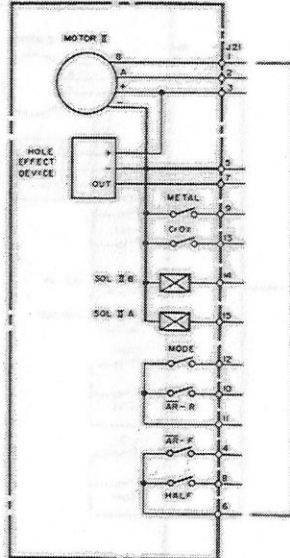 MOTOR II
B
A
+
−
J21
1
2
3
HOLE
EFFECT
DEVICE
+
−
OUT
5
7
METAL
9
CrO2
13
SOL II B
14
SOL II A
15
MODE
12
AR-R
10
11
AR-F
4
8
HALF
6